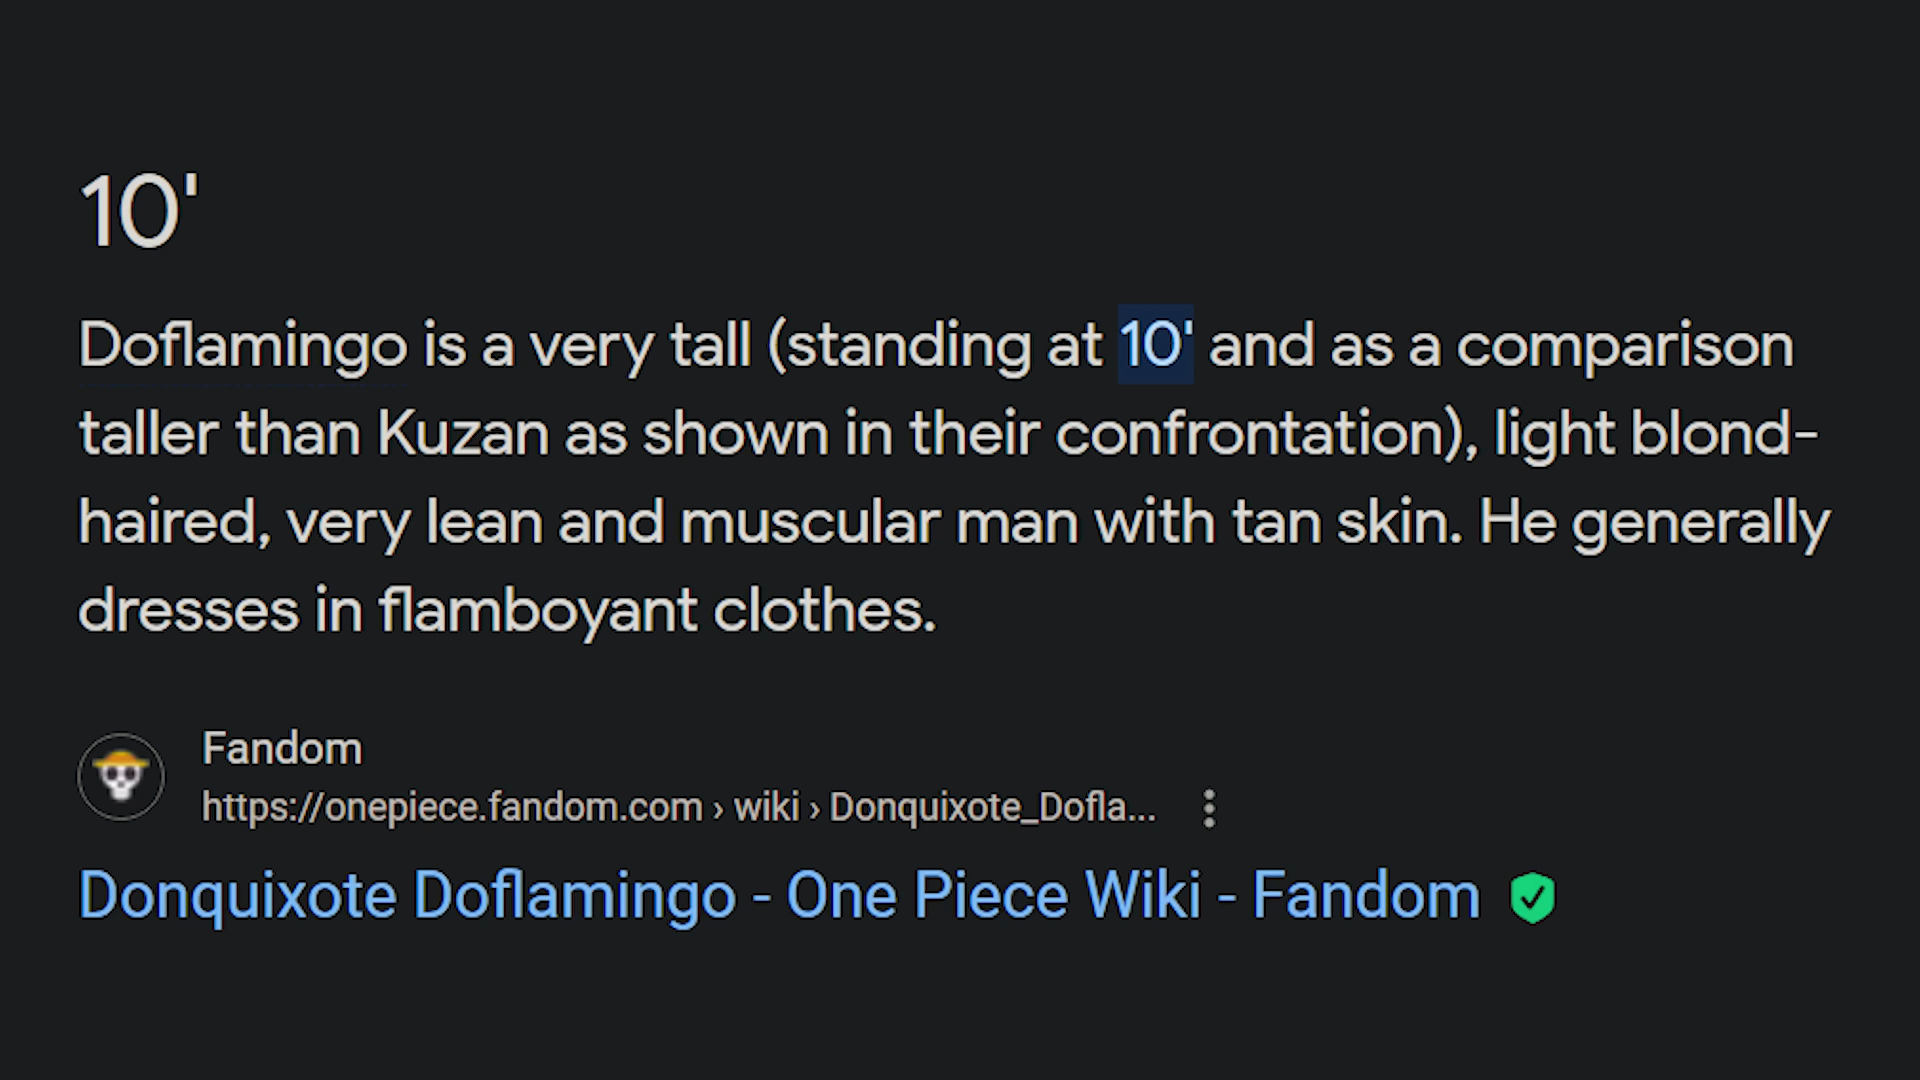 10'
Doflamingo is a very tall (standing at 10' and as a comparison
taller than Kuzan as shown in their confrontation), light blond-
haired, very lean and muscular man with tan skin. He generally
dresses in flamboyant clothes.
Fandom
https://onepiece.fandom.com › wiki › Donquixote_Dofla...
Donquixote Doflamingo - One Piece Wiki - Fandom